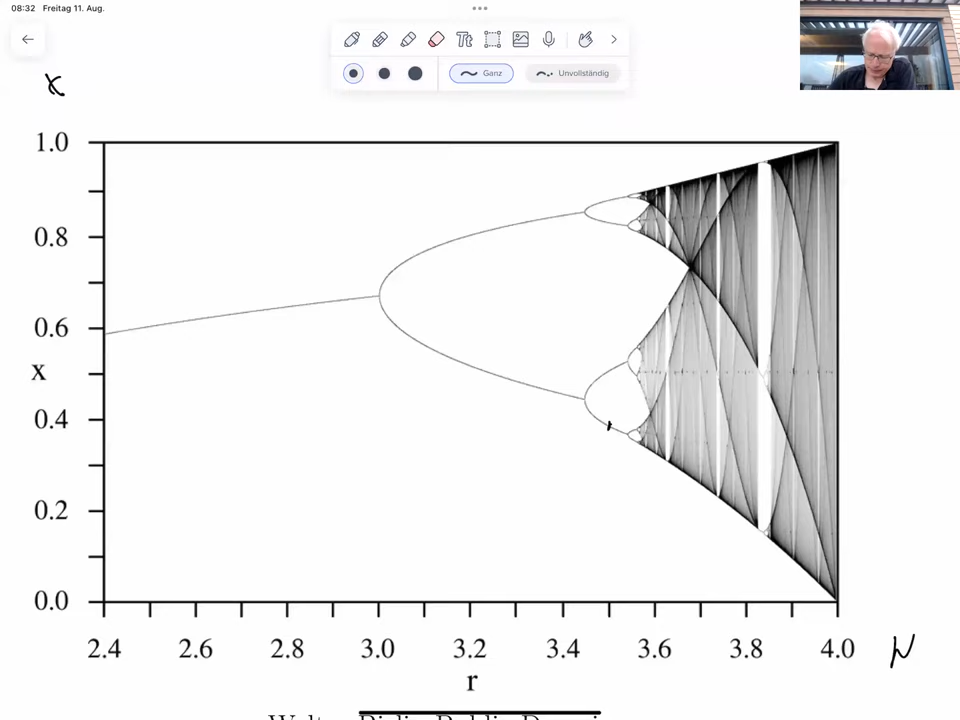 08:32 Freitag 11. Aug.
Tt
Ganz
Unvollständig
x
1.0
0.8
0.6
x
0.4
0.2
0.0
2.4 2.6 2.8 3.0 3.2 3.4 3.6 3.8 4.0
r